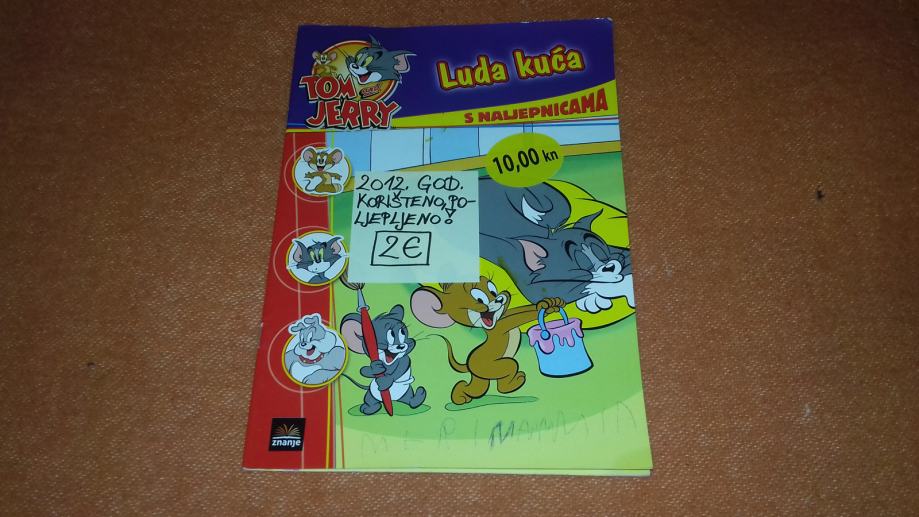 TOM AND JERRY
Luda kuća
S NALJEPNICAMA
10,00 kn
2012. GOD.
KORIŠTENO, PO-
LJEPLJENO!
2€
znanje